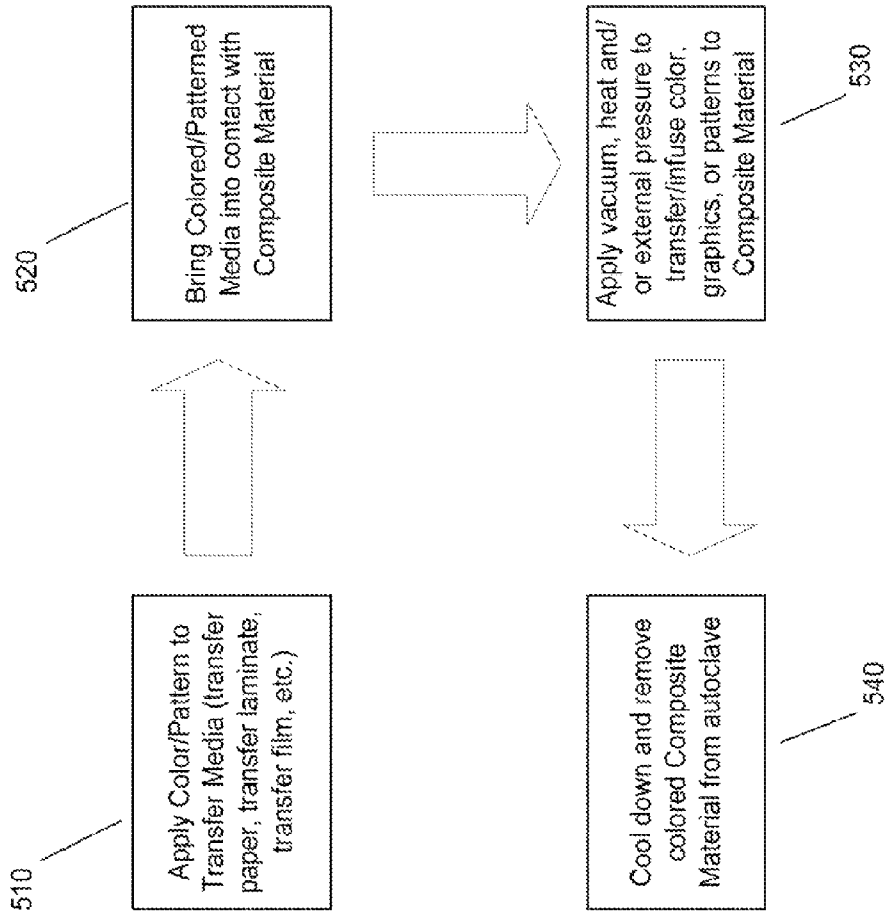 510
Apply Color/Pattern to
Transfer Media (transfer
paper, transfer laminate,
transfer film, etc.)
520
Bring Colored/Patterned
Media into contact with
Composite Material
Apply vacuum, heat and/
or external pressure to
transfer/infuse color,
graphics, or patterns to
Composite Material
530
Cool down and remove
colored Composite
Material from autoclave
540